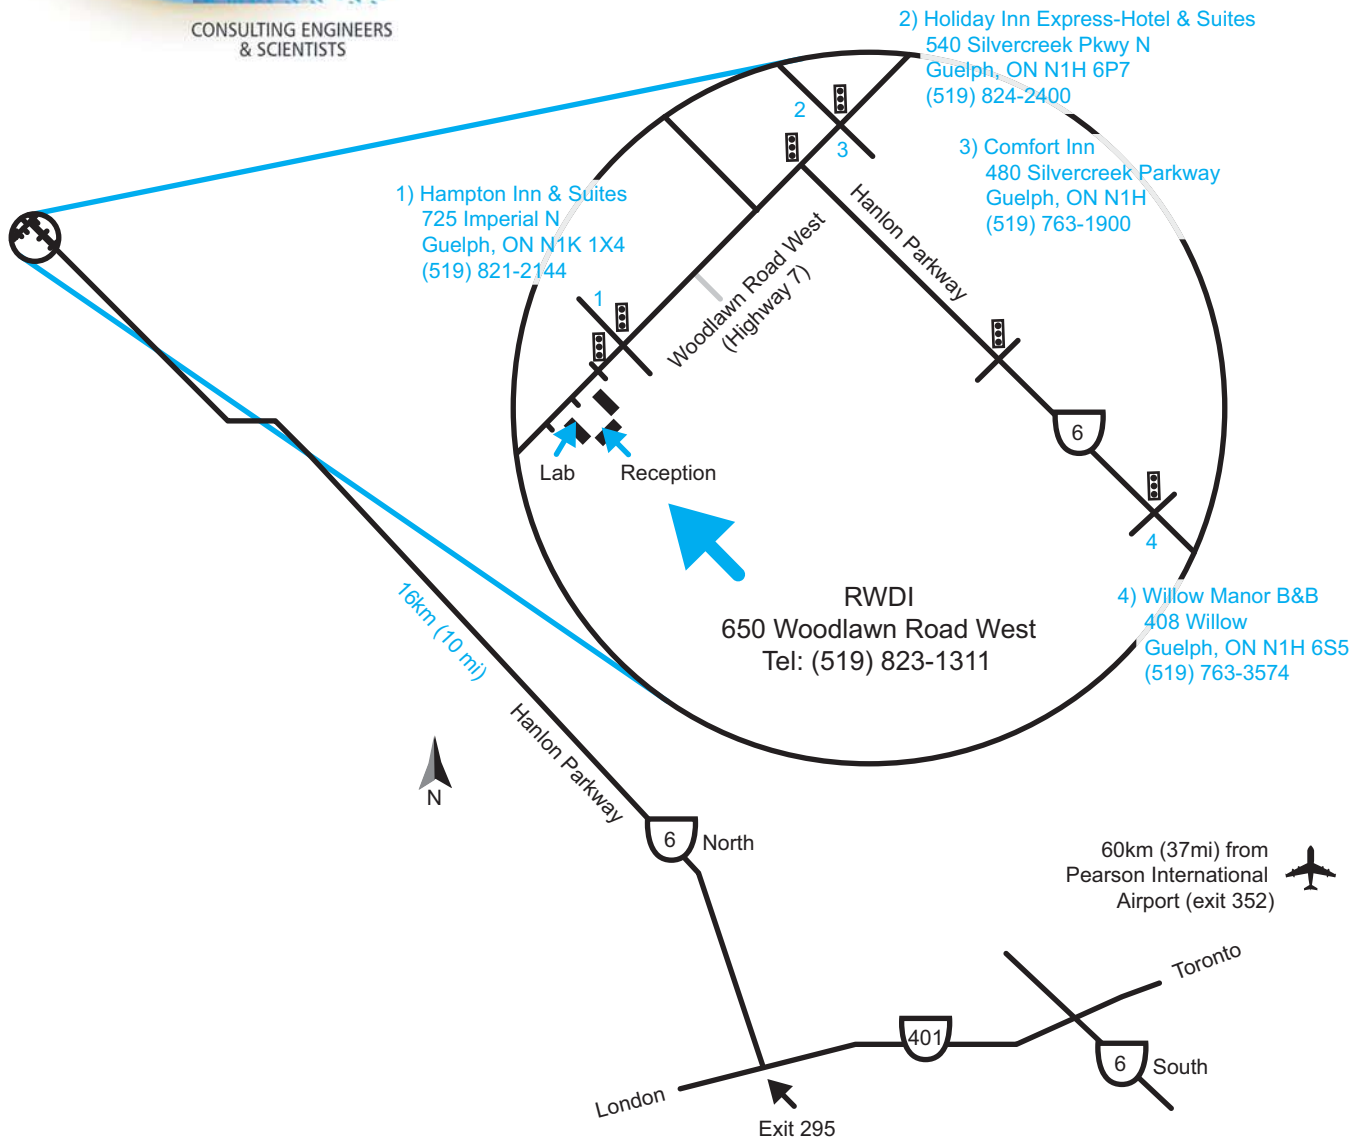 CONSULTING ENGINEERS
& SCIENTISTS
2) Holiday Inn Express-Hotel & Suites
540 Silvercreek Pkwy N
Guelph, ON N1H 6P7
(519) 824-2400
2
3
3) Comfort Inn
480 Silvercreek Parkway
Guelph, ON N1H
(519) 763-1900
1) Hampton Inn & Suites
725 Imperial N
Guelph, ON N1K 1X4
(519) 821-2144
1
Hanlon Parkway
Woodlawn Road West
(Highway 7)
6
Lab
Reception
4
RWDI
650 Woodlawn Road West
Tel: (519) 823-1311
4) Willow Manor B&B
408 Willow
Guelph, ON N1H 6S5
(519) 763-3574
16km (10 mi)
Hanlon Parkway
N
6
North
60km (37mi) from
Pearson International
Airport (exit 352)
Toronto
401
6
South
London
Exit 295